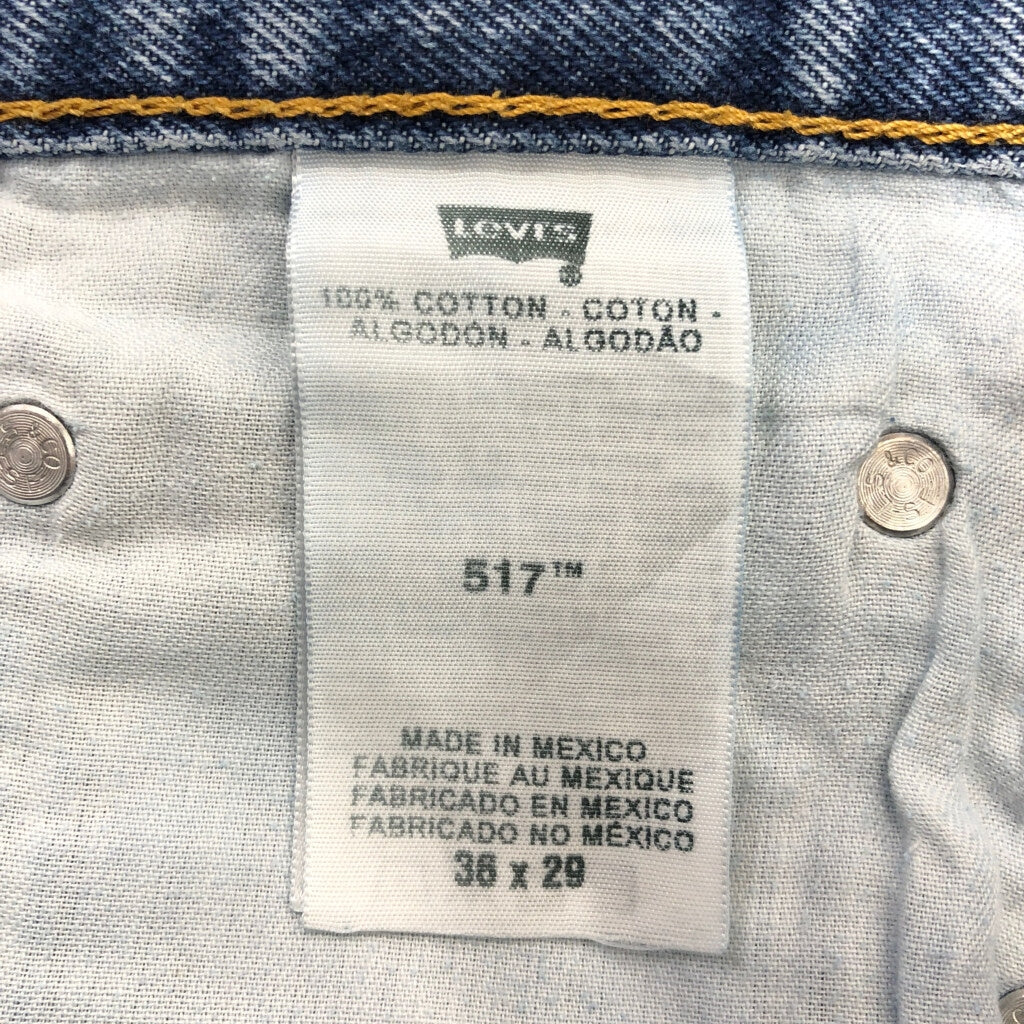 LEVI'S
®
100% COTTON - COTON -
ALGODÓN - ALGODÃO
517™
MADE IN MEXICO
FABRIQUE AU MEXIQUE
FABRICADO EN MEXICO
FABRICADO NO MÉXICO
x 29